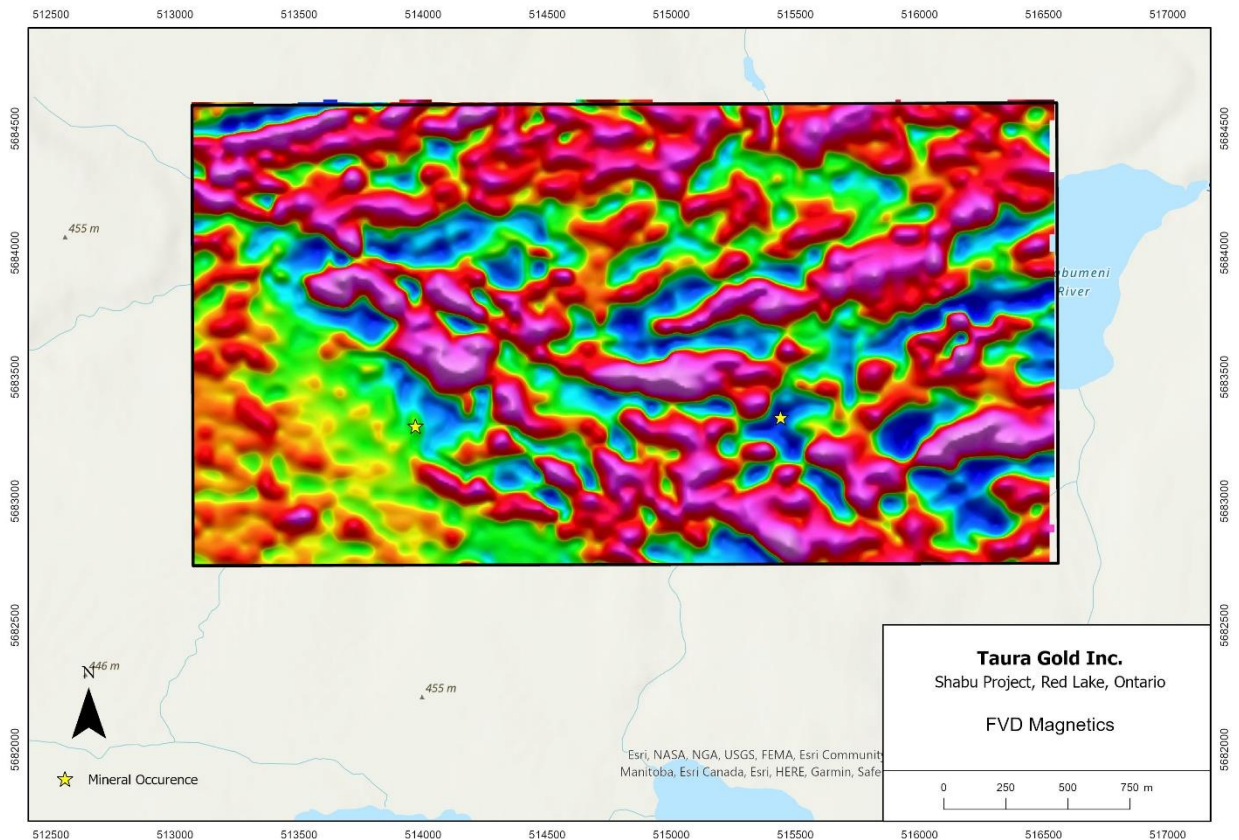 512500 513000 513500 514000 514500 515000 515500 516000 516500 517000
5684500
5684500
5684000
5684000
455 m
abumeni
River
5683500
5683500
5683000
5683000
5682500
5682500
446 m
N
455 m
5682000
5682000
Mineral Occurence
Esri, NASA, NGA, USGS, FEMA, Esri Community
Manitoba, Esri Canada, Esri, HERE, Garmin, Safe
Taura Gold Inc.
Shabu Project, Red Lake, Ontario
FVD Magnetics
0 250 500 750 m
512500 513000 513500 514000 514500 515000 515500 516000 516500 517000